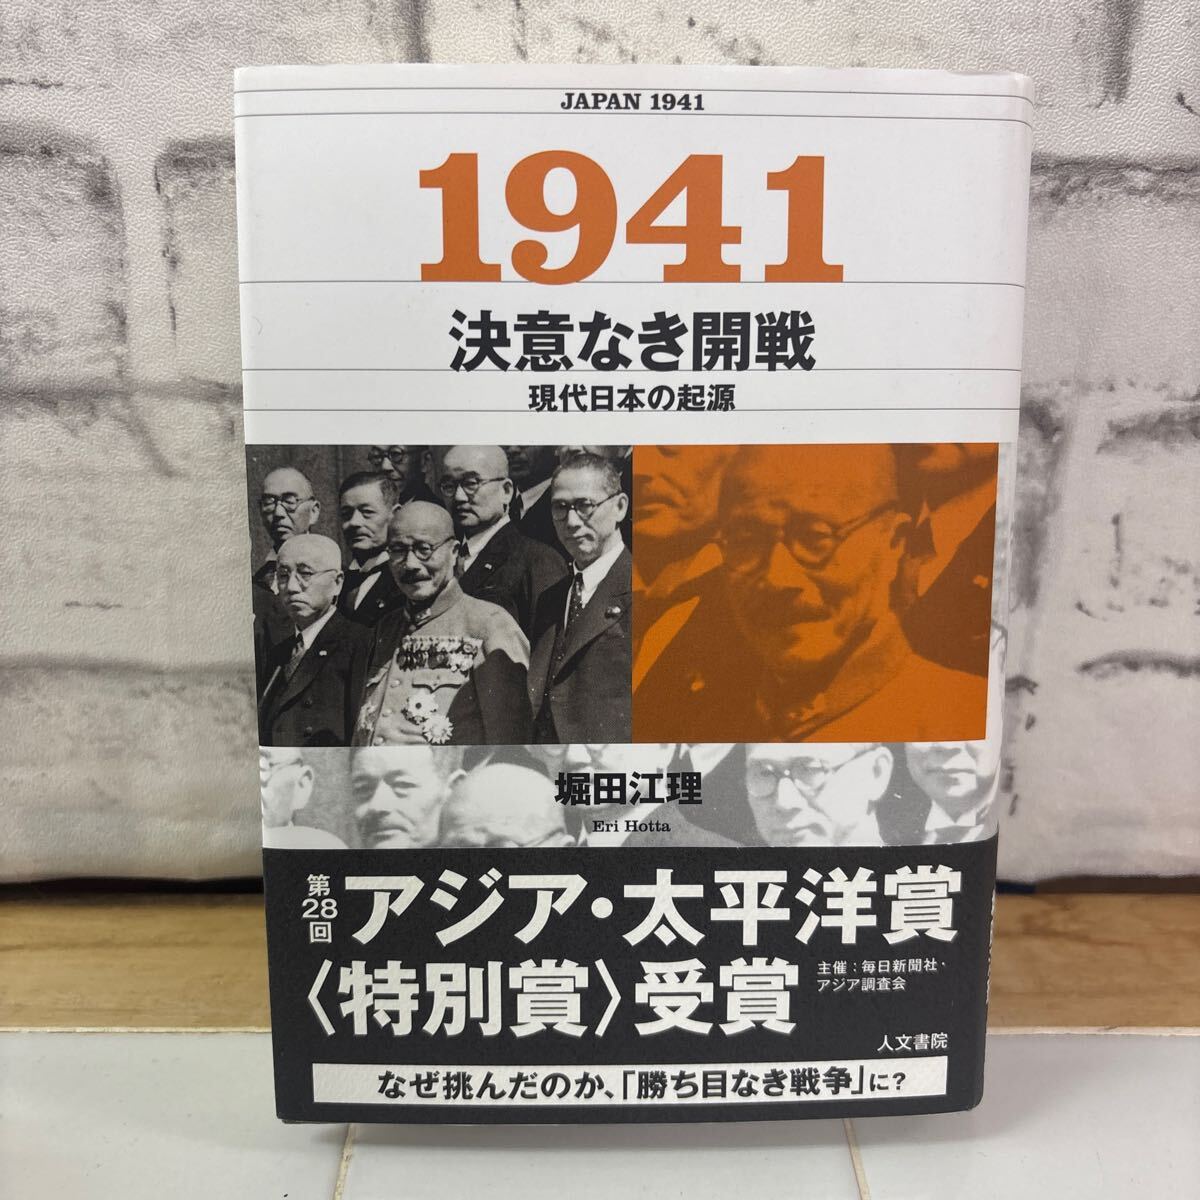 JAPAN 1941
1941
決意なき開戦
現代日本の起源
堀田江理
Eri Hotta
第28回
アジア・太平洋賞
〈特別賞〉受賞
主催：毎日新聞社・
アジア調査会
人文書院
なぜ挑んだのか、「勝ち目なき戦争」に?